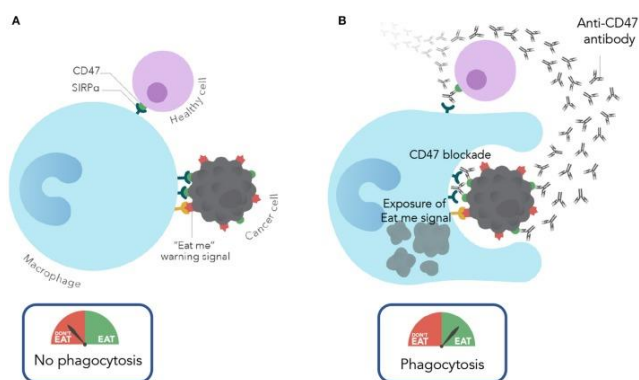 A
CD47
SIRPα
Healthy cell
Cancer cell
"Eat me"
warning signal
Macrophage
DON'T
EAT
EAT
No phagocytosis
B
Anti-CD47
antibody
CD47 blockade
Exposure of
Eat me signal
DON'T
EAT
EAT
Phagocytosis